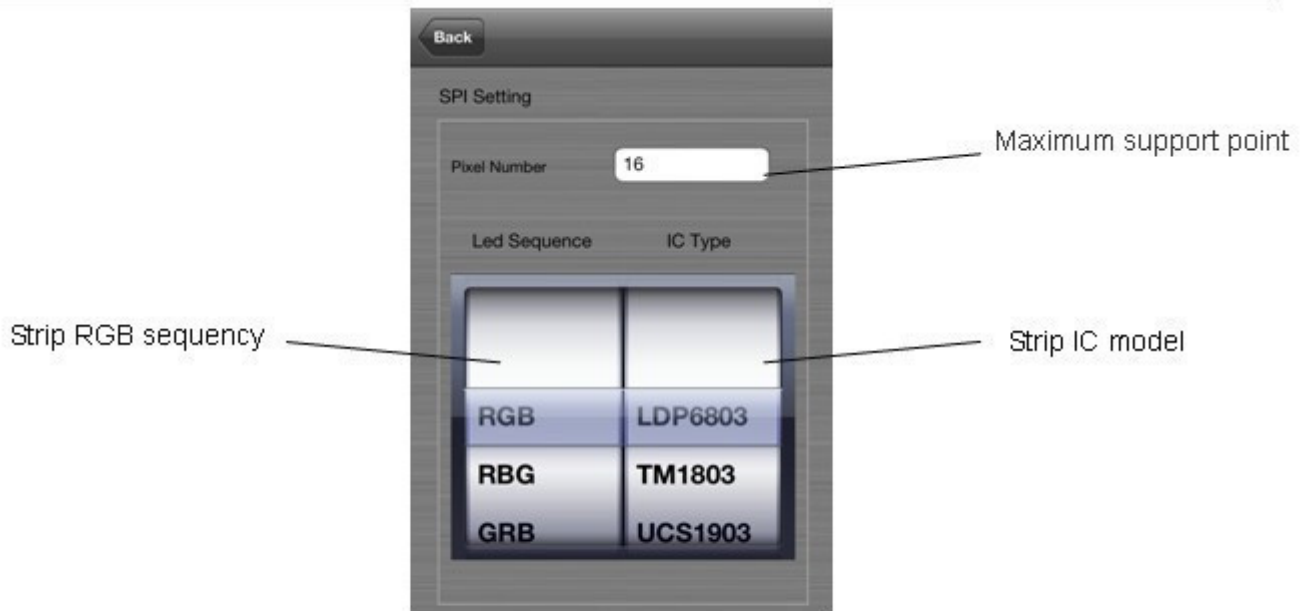 Back
SPI Setting
Pixel Number 16
Maximum support point
Led Sequence IC Type
Strip RGB sequency
Strip IC model
RGB LDP6803
RBG TM1803
GRB UCS1903